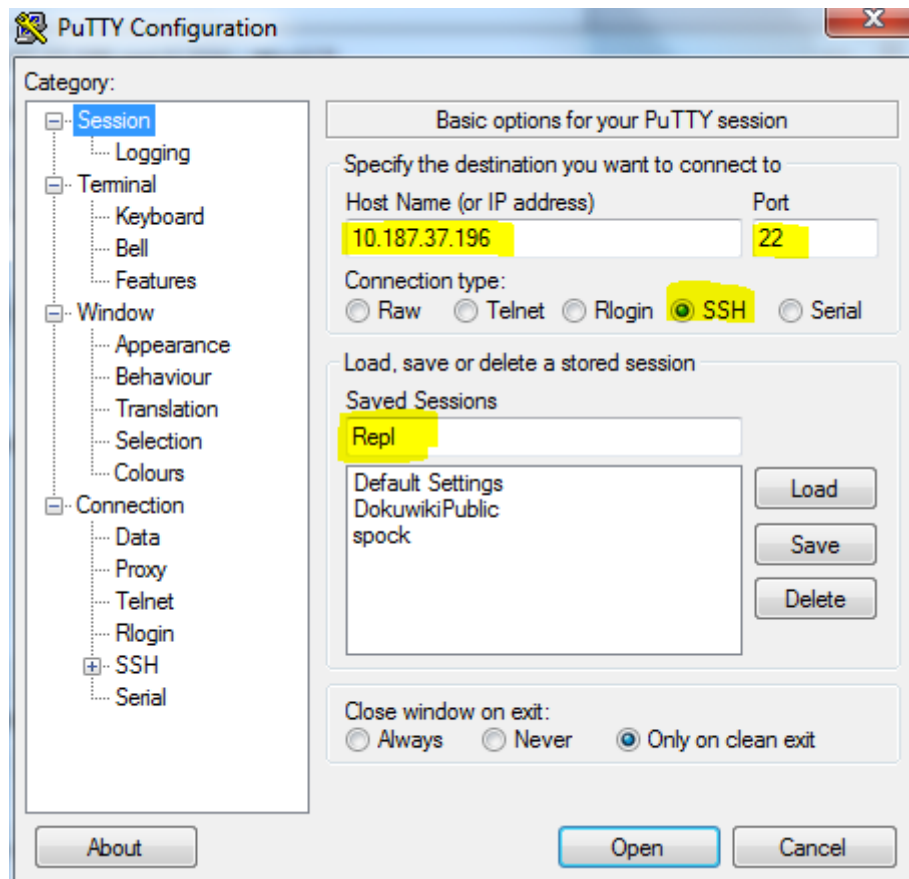 PuTTY Configuration
Category:
Session
Logging
Terminal
Keyboard
Bell
Features
Window
Appearance
Behaviour
Translation
Selection
Colours
Connection
Data
Proxy
Telnet
Rlogin
SSH
Serial
Basic options for your PuTTY session
Specify the destination you want to connect to
Host Name (or IP address) Port
10.187.37.196 22
Connection type:
Raw Telnet Rlogin SSH Serial
Load, save or delete a stored session
Saved Sessions
Repl
Default Settings
DokuwikiPublic
spock
Load
Save
Delete
Close window on exit:
Always Never Only on clean exit
About Open Cancel